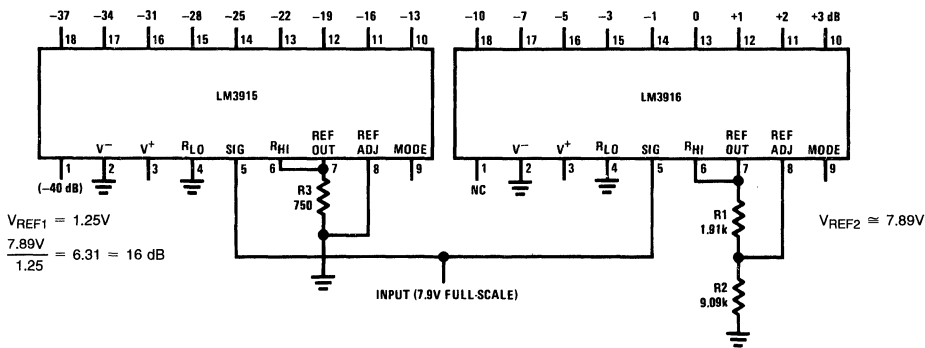 −37 −34 −31 −28 −25 −22 −19 −16 −13 −10 −7 −5 −3 −1 0 +1 +2 +3 dB
18 17 16 15 14 13 12 11 10 18 17 16 15 14 13 12 11 10
LM3915 LM3916
V− V+ RLO SIG RHI REF OUT REF ADJ MODE V− V+ RLO SIG RHI REF OUT REF ADJ MODE
1 2 3 4 5 6 7 8 9 1 2 3 4 5 6 7 8 9
(−40 dB) NC
R3
750
R1
1.91k
VREF1 = 1.25V
VREF2 ≅ 7.89V
7.89V
1.25
= 6.31 = 16 dB
INPUT (7.9V FULL-SCALE)
R2
9.09k